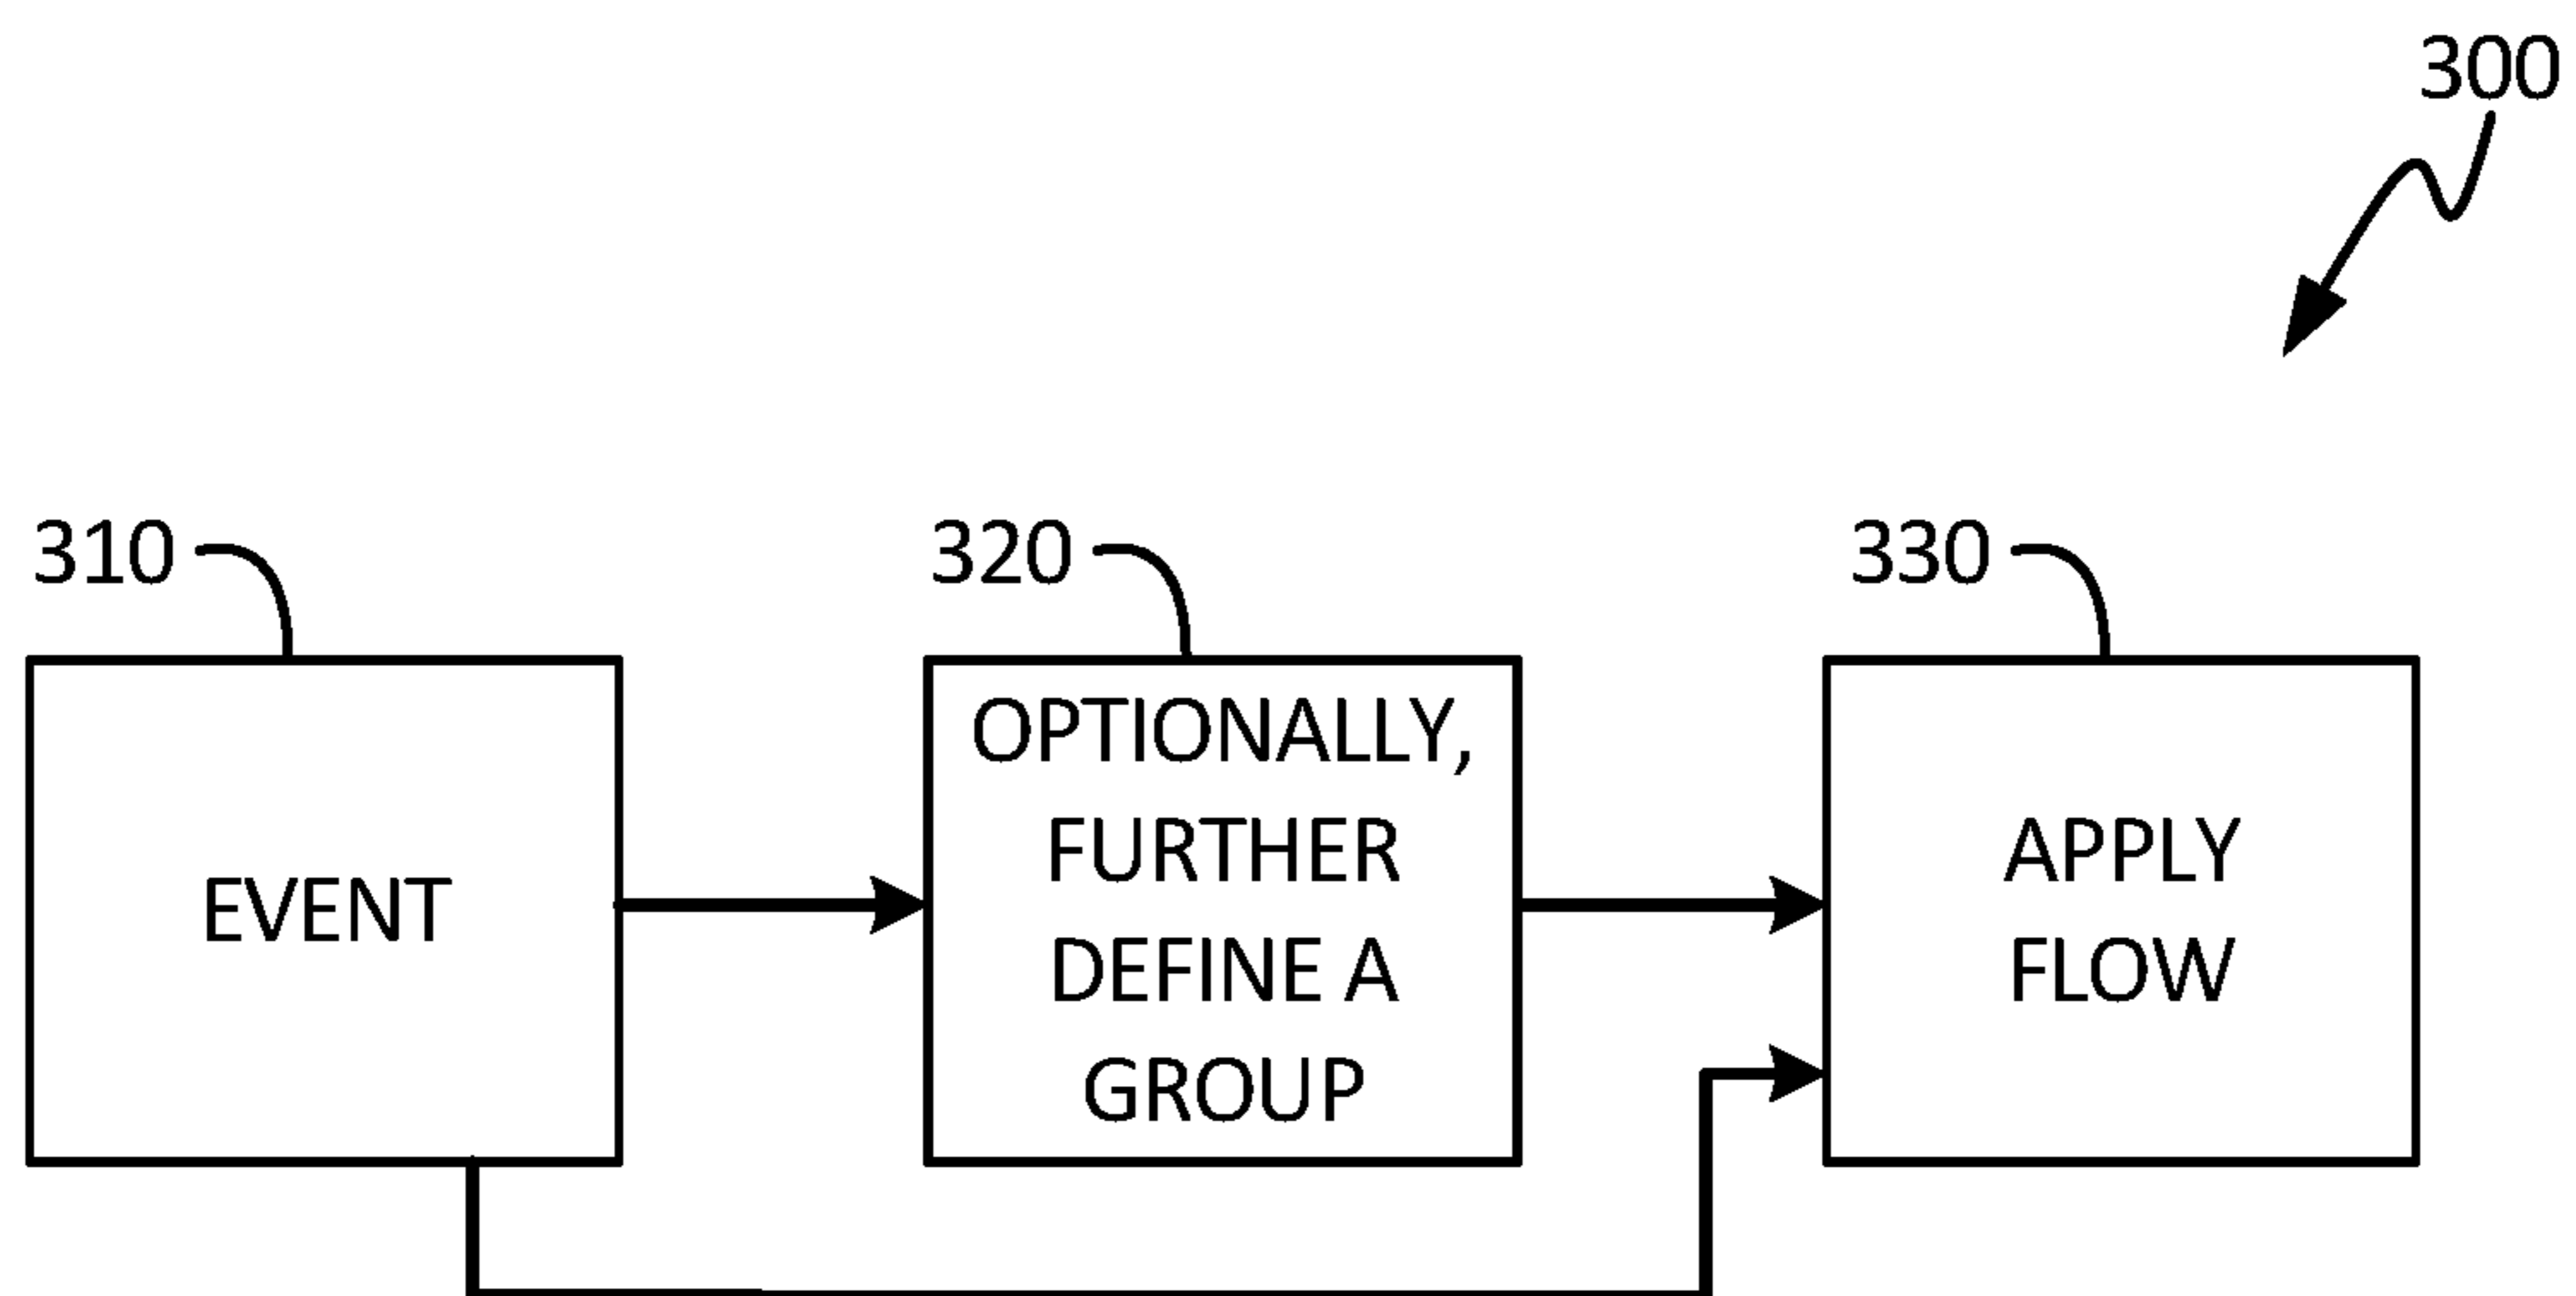 300
310
320
330
EVENT
OPTIONALLY,
FURTHER
DEFINE A
GROUP
APPLY
FLOW